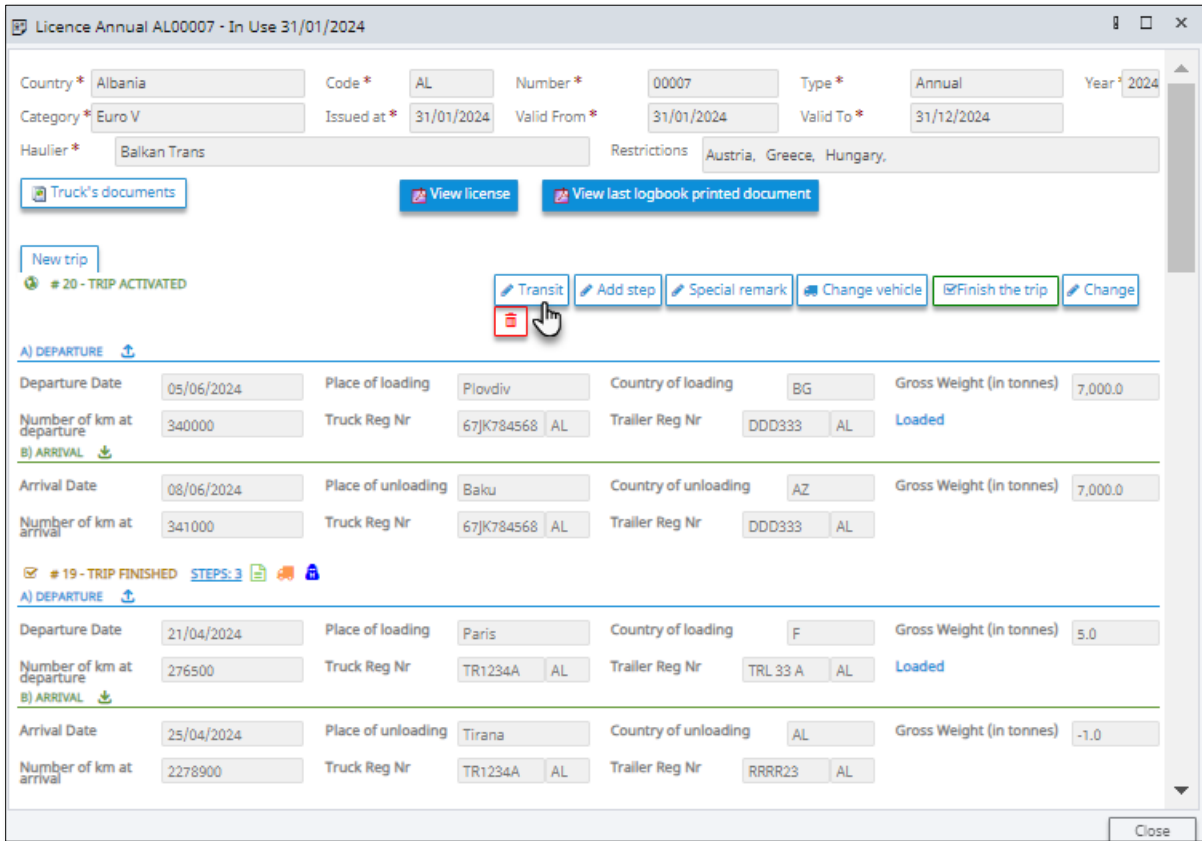 Licence Annual AL00007 - In Use 31/01/2024
Country * Albania Code * AL Number * 00007 Type * Annual Year * 2024
Category * Euro V Issued at * 31/01/2024 Valid From * 31/01/2024 Valid To * 31/12/2024
Haulier * Balkan Trans Restrictions Austria, Greece, Hungary,
Truck's documents View license View last logbook printed document
New trip
# 20 - TRIP ACTIVATED Transit Add step Special remark Change vehicle Finish the trip Change
A) DEPARTURE
Departure Date 05/06/2024 Place of loading Plovdiv Country of loading BG Gross Weight (in tonnes) 7,000.0
Number of km at departure 340000 Truck Reg Nr 67JK784568 AL Trailer Reg Nr DDD333 AL Loaded
B) ARRIVAL
Arrival Date 08/06/2024 Place of unloading Baku Country of unloading AZ Gross Weight (in tonnes) 7,000.0
Number of km at arrival 341000 Truck Reg Nr 67JK784568 AL Trailer Reg Nr DDD333 AL
# 19 - TRIP FINISHED STEPS: 3
A) DEPARTURE
Departure Date 21/04/2024 Place of loading Paris Country of loading F Gross Weight (in tonnes) 5.0
Number of km at departure 276500 Truck Reg Nr TR1234A AL Trailer Reg Nr TRL 33 A AL Loaded
B) ARRIVAL
Arrival Date 25/04/2024 Place of unloading Tirana Country of unloading AL Gross Weight (in tonnes) -1.0
Number of km at arrival 2278900 Truck Reg Nr TR1234A AL Trailer Reg Nr RRRR23 AL
Close